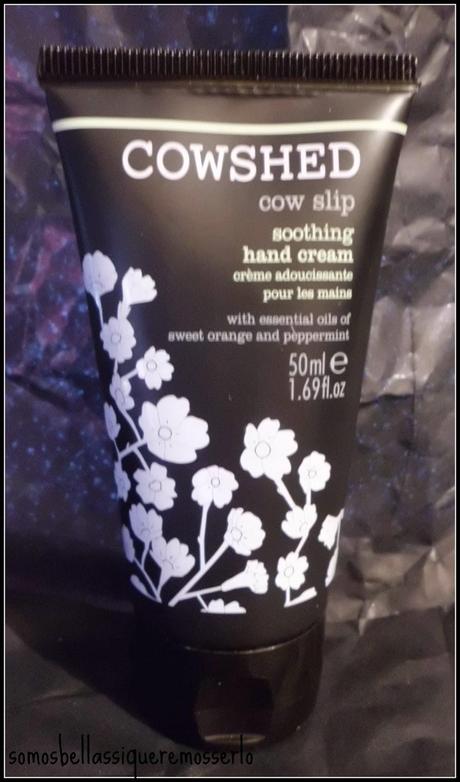 COWSHED
cow slip
soothing
hand cream
crème adoucissante
pour les mains
with essential oils of
sweet orange and peppermint
50ml e
1.69fl.oz
somosbellassiqueremosserlo